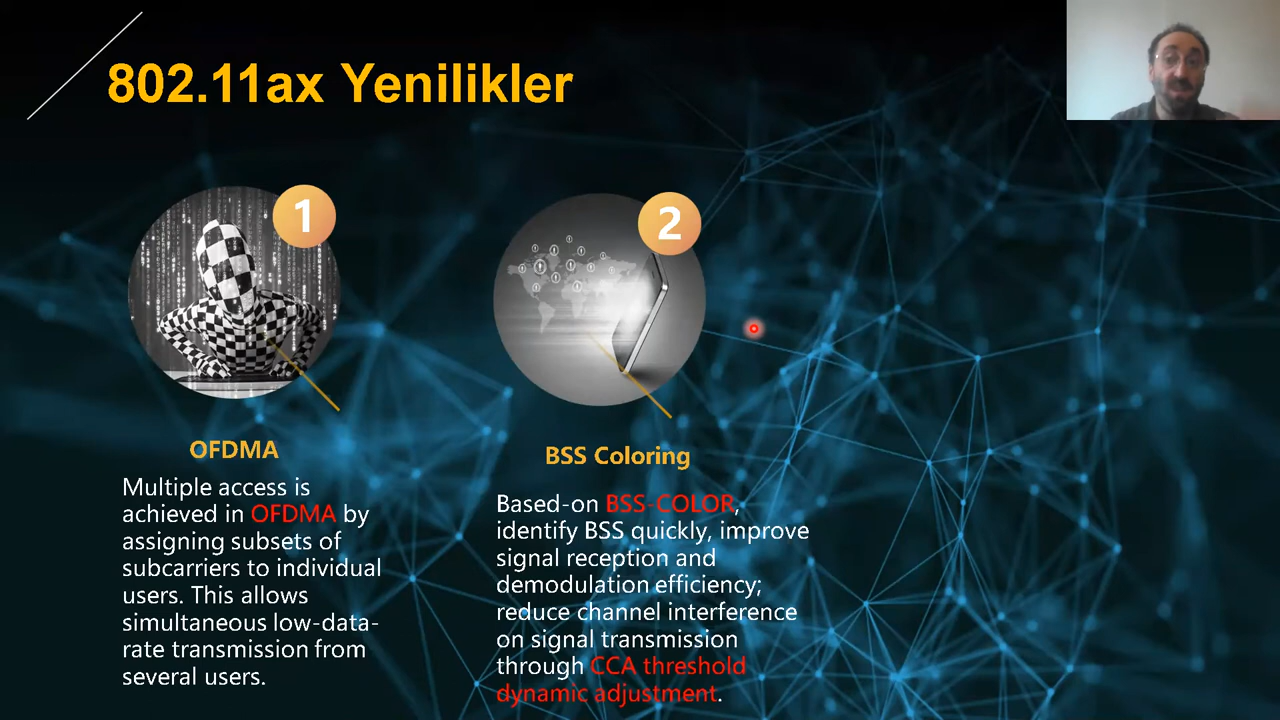 802.11ax Yenilikler
1
OFDMA
Multiple access is
achieved in OFDMA by
assigning subsets of
subcarriers to individual
users. This allows
simultaneous low-data-
rate transmission from
several users.
2
BSS Coloring
Based-on BSS-COLOR,
identify BSS quickly, improve
signal reception and
demodulation efficiency;
reduce channel interference
on signal transmission
through CCA threshold
dynamic adjustment.